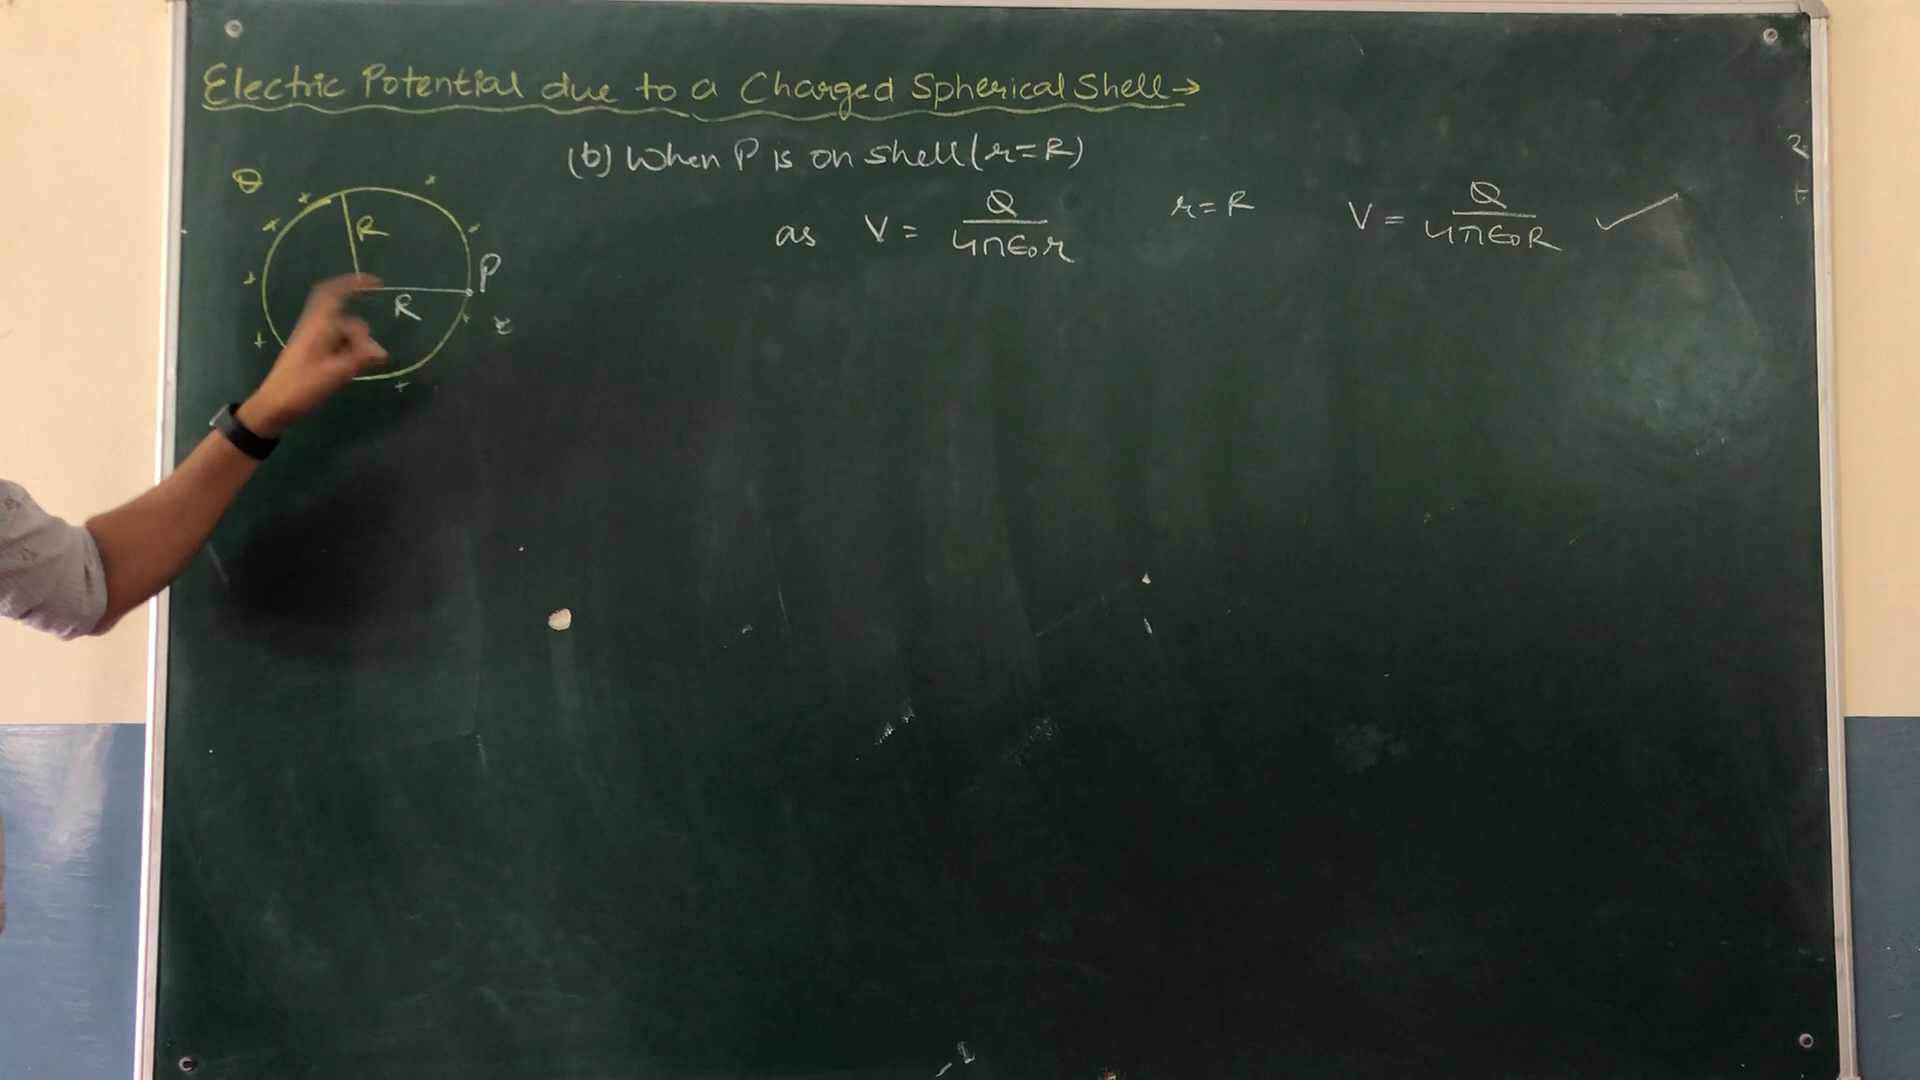 Electric Potential due to a Charged Spherical Shell→
(b) When P is on shell (r=R)
as V = Q/4πϵ₀r r=R V = Q/4πϵ₀R ✓
Q
R
P
R